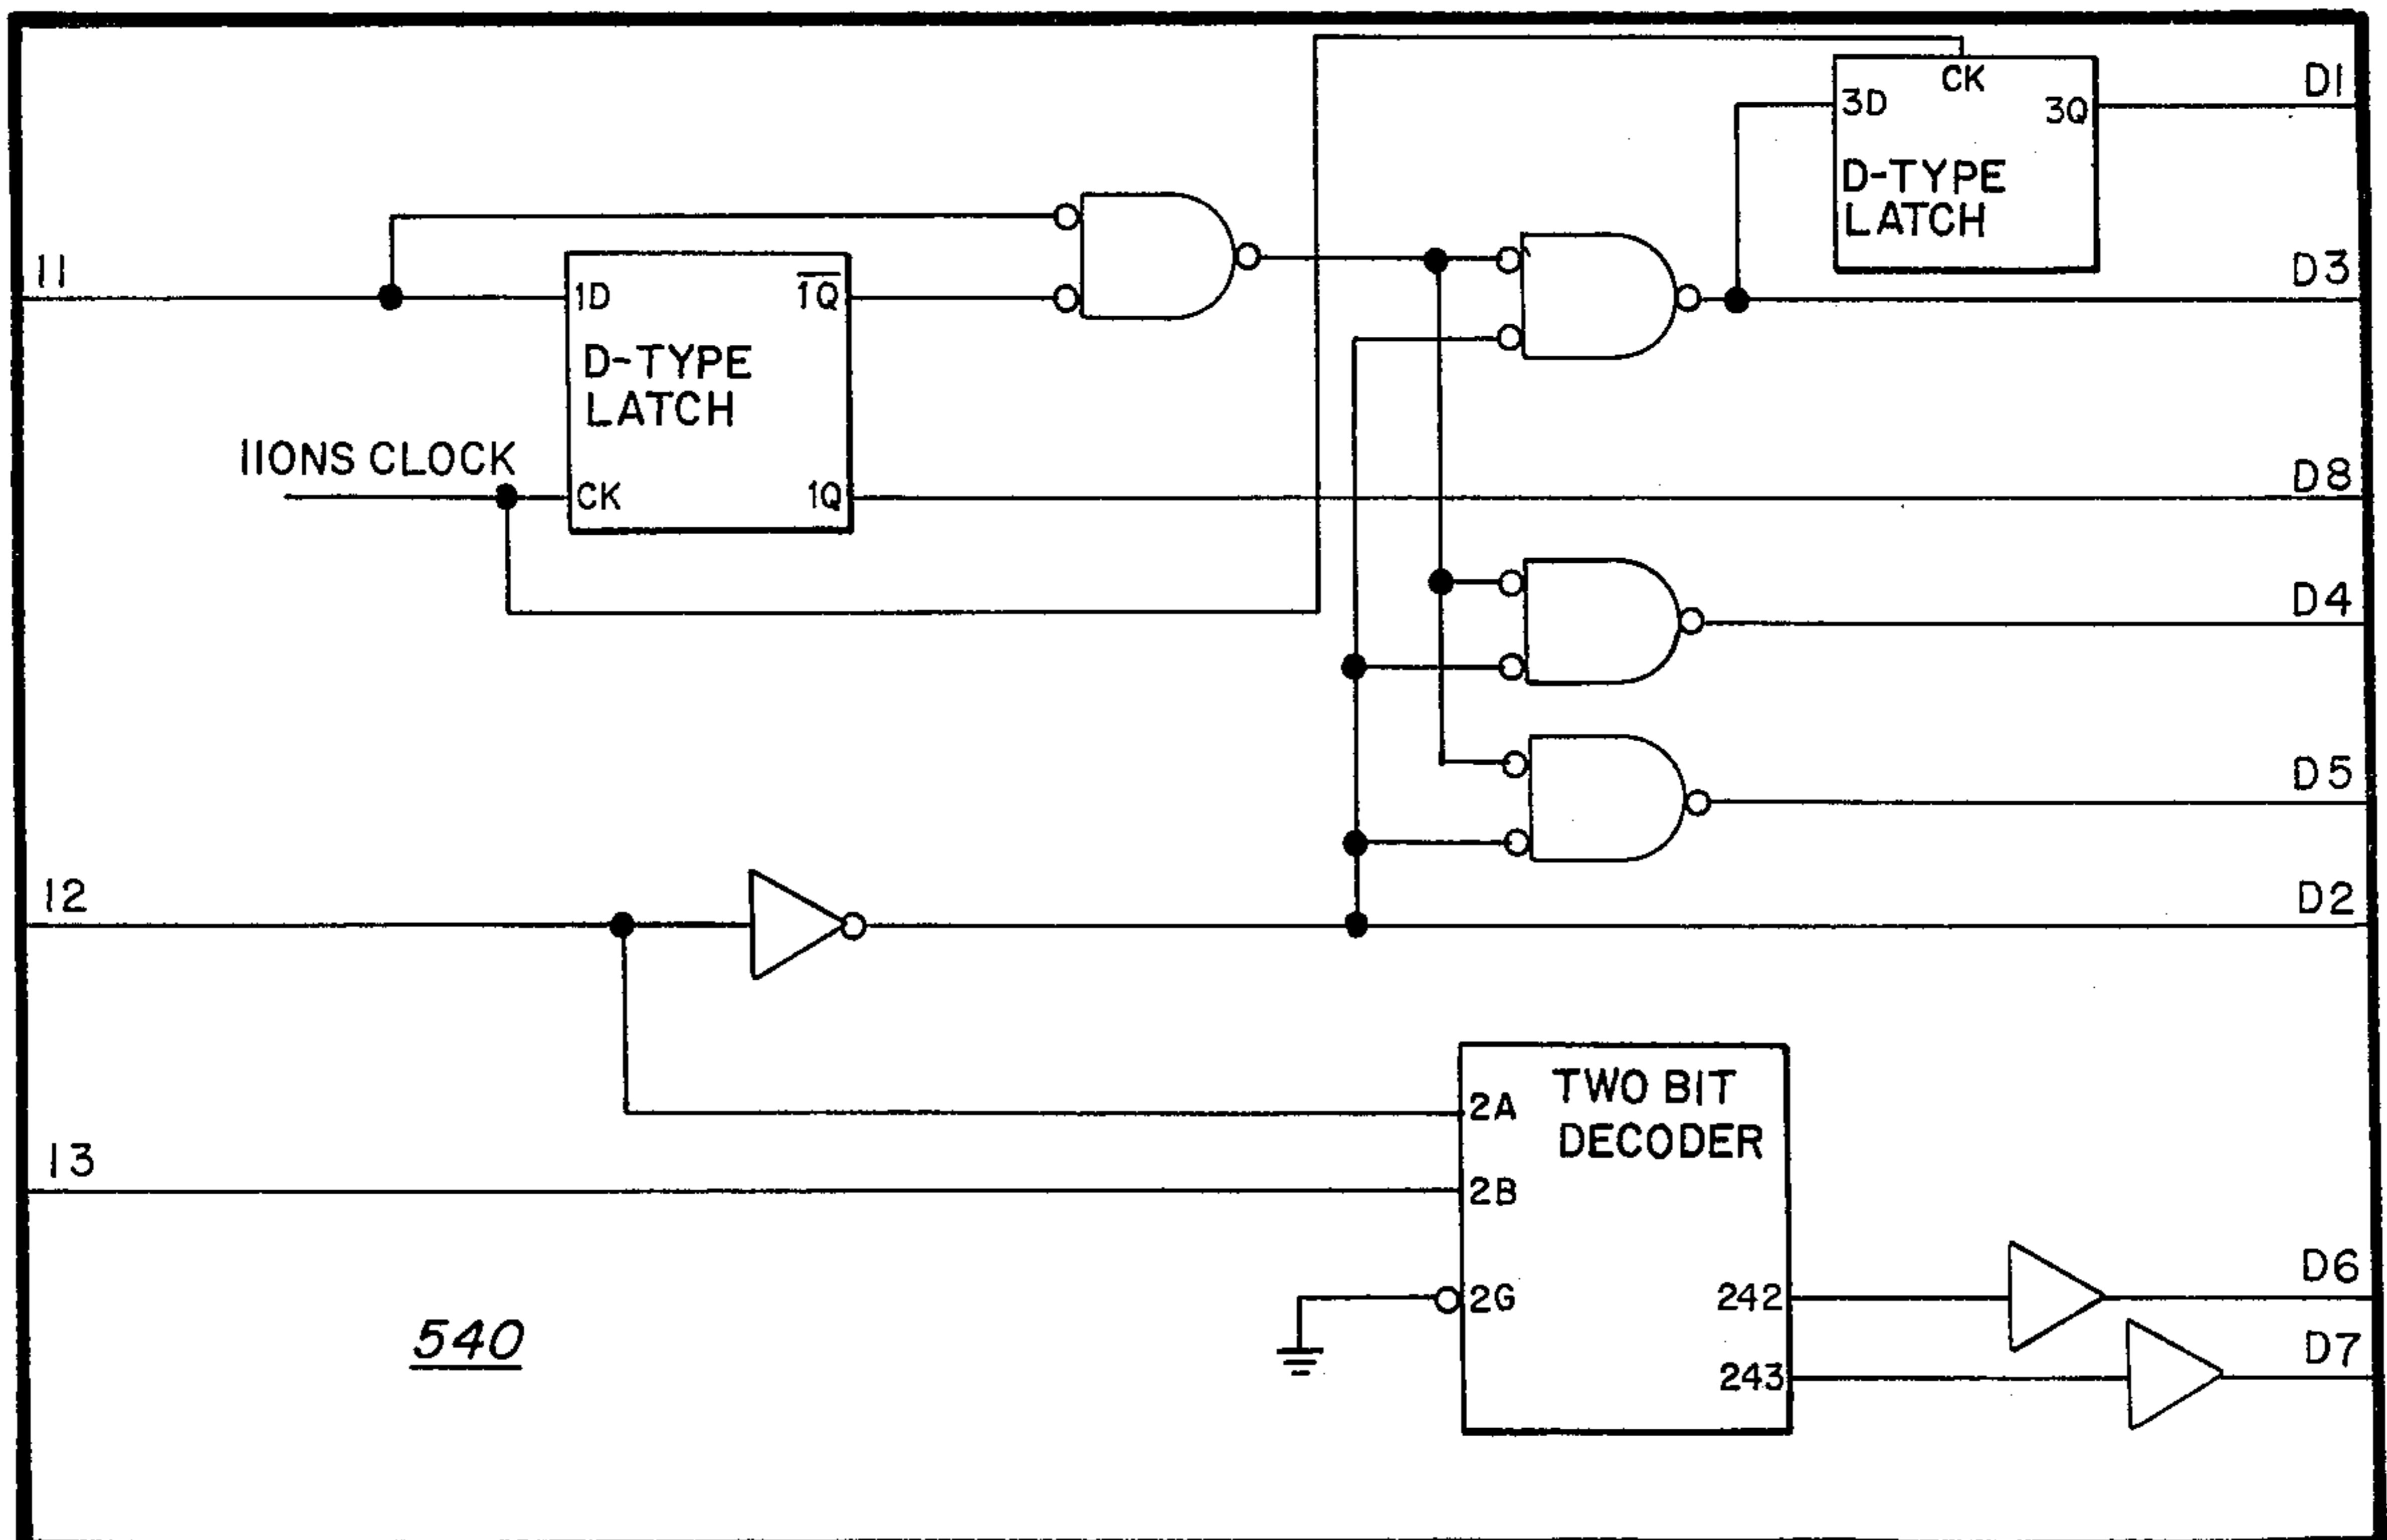 CK
D1
3D
3Q
D-TYPE
LATCH
I1
1D
1Q
D3
D-TYPE
LATCH
110NS CLOCK
CK
1Q
D8
D4
D5
I2
D2
TWO BIT
DECODER
2A
I3
2B
2G
242
D6
540
243
D7